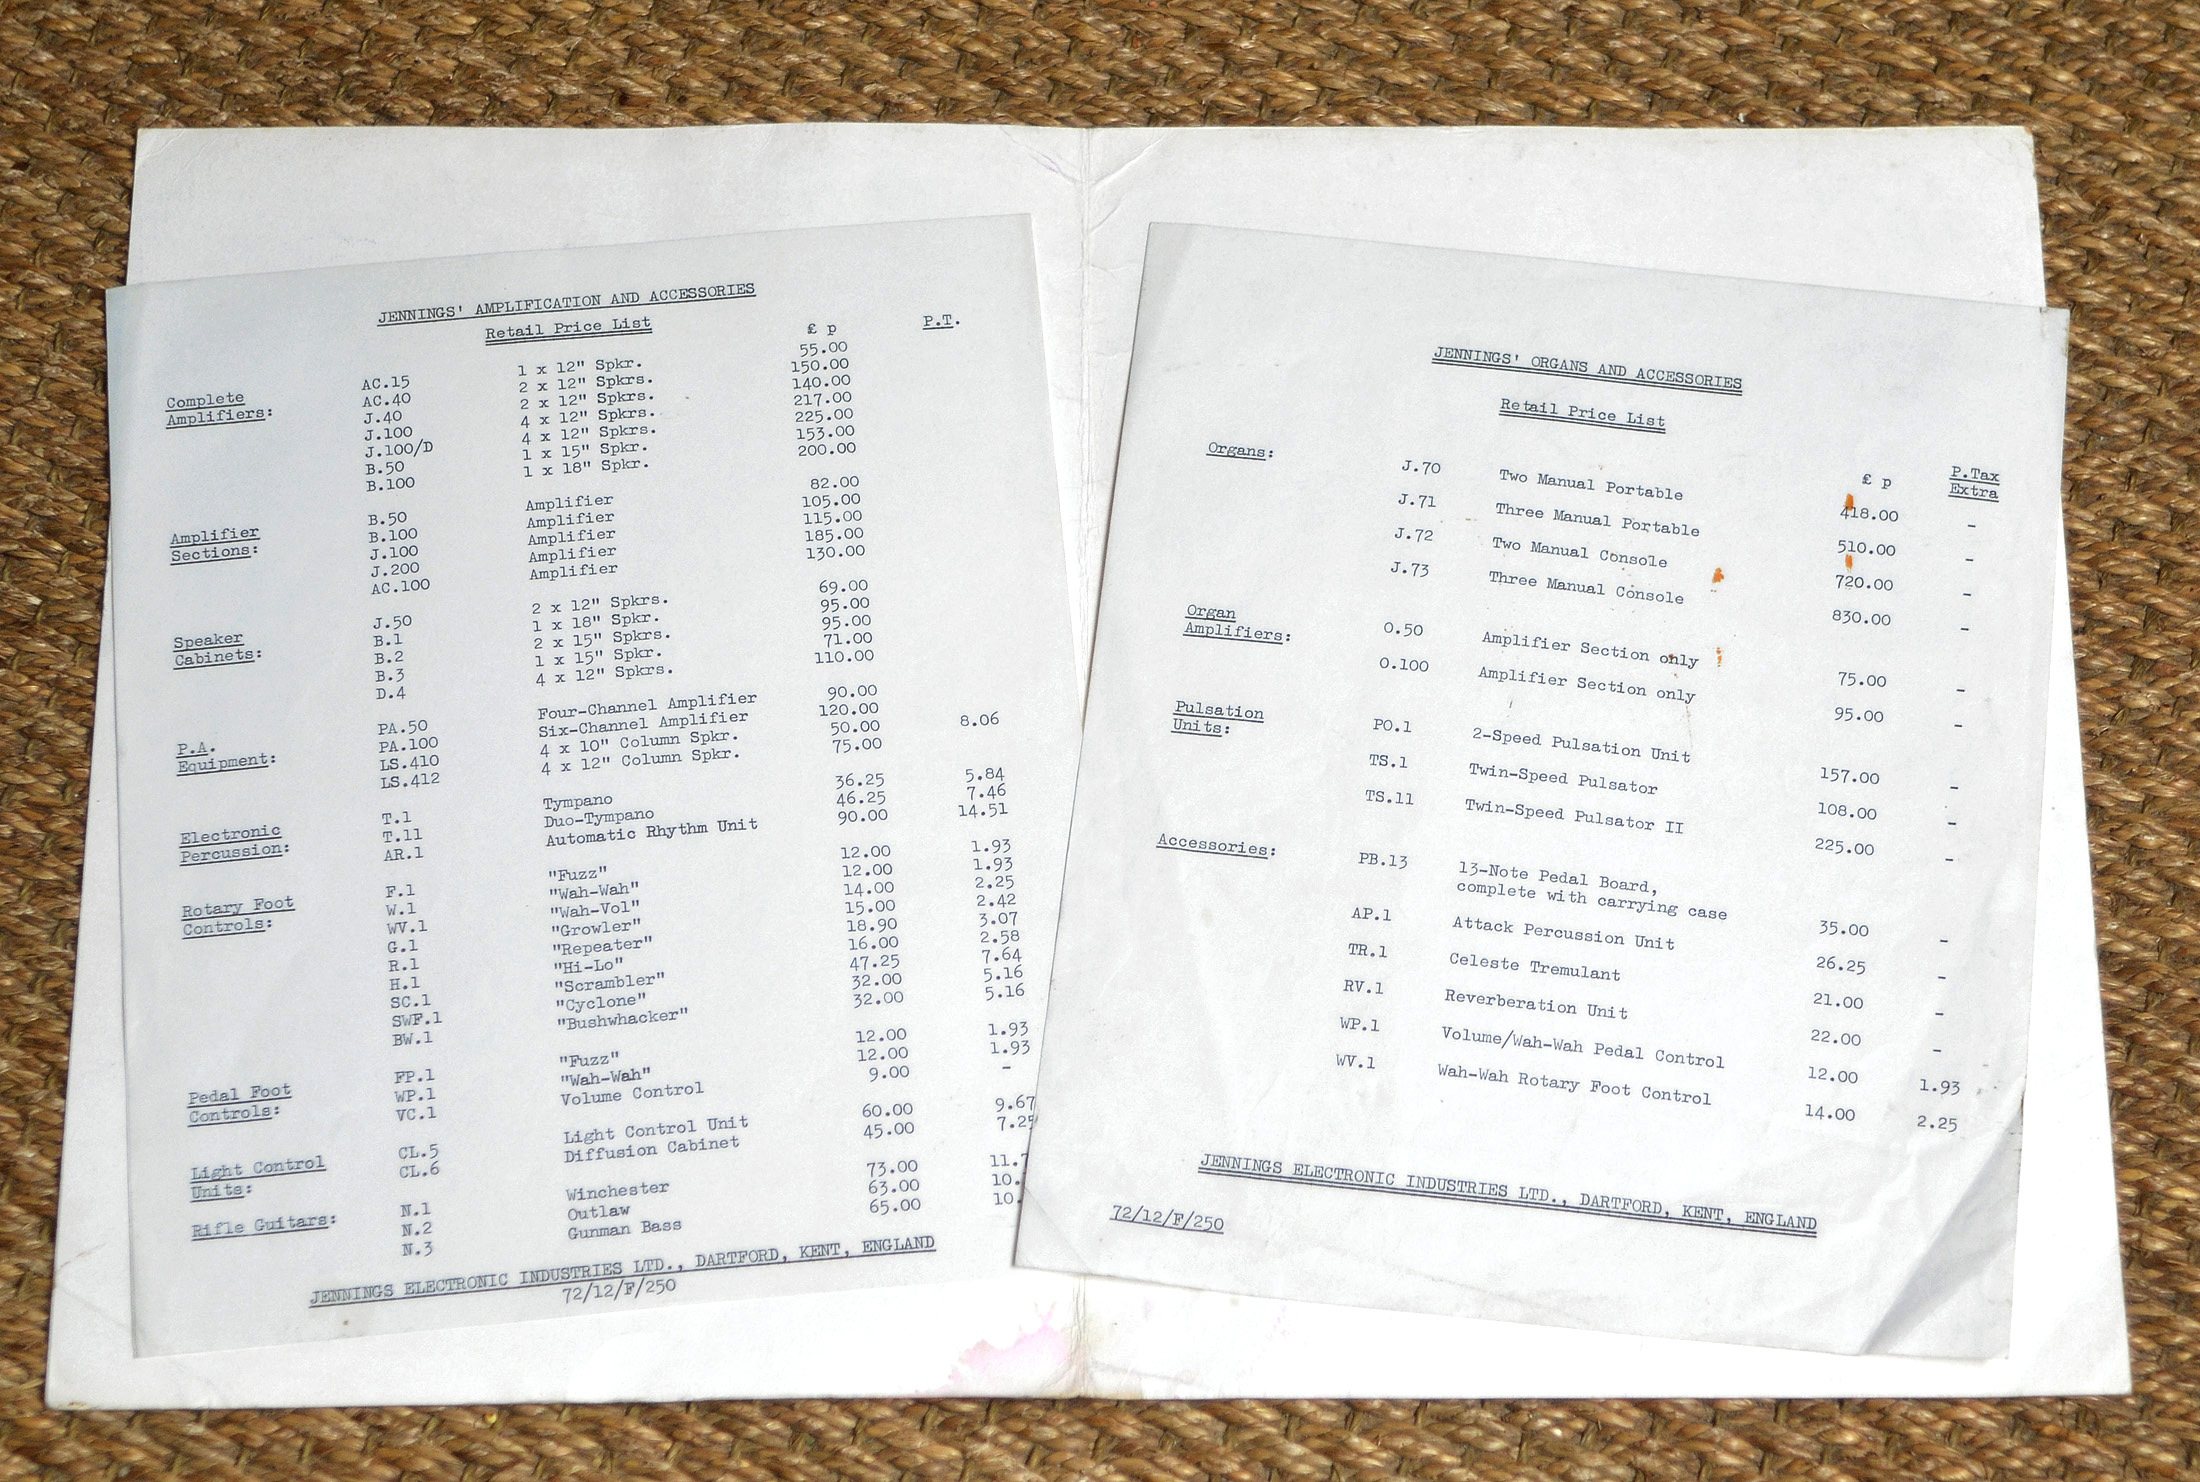 JENNINGS' AMPLIFICATION AND ACCESSORIES
Retail Price List
£ p P.T.
Complete AC.15 1 x 12" Spkr. 55.00
Amplifiers: AC.40 2 x 12" Spkrs. 150.00
J.40 2 x 12" Spkrs. 140.00
J.100 4 x 12" Spkrs. 217.00
J.100/D 4 x 12" Spkrs. 225.00
B.50 1 x 15" Spkr. 153.00
B.100 1 x 18" Spkr. 200.00
Amplifier B.50 Amplifier 82.00
Sections: B.100 Amplifier 105.00
J.100 Amplifier 115.00
J.200 Amplifier 185.00
AC.100 Amplifier 130.00
Speaker J.50 2 x 12" Spkrs. 69.00
Cabinets: B.1 1 x 18" Spkr. 95.00
B.2 2 x 15" Spkrs. 95.00
B.3 1 x 15" Spkr. 71.00
D.4 4 x 12" Spkrs. 110.00
P.A. PA.50 Four-Channel Amplifier 90.00
Equipment: PA.100 Six-Channel Amplifier 120.00
LS.410 4 x 10" Column Spkr. 50.00 8.06
LS.412 4 x 12" Column Spkr. 75.00
Electronic T.1 Tympano 36.25 5.84
Percussion: T.11 Duo-Tympano 46.25 7.46
AR.1 Automatic Rhythm Unit 90.00 14.51
Rotary Foot F.1 "Fuzz" 12.00 1.93
Controls: W.1 "Wah-Wah" 12.00 1.93
WV.1 "Wah-Vol" 14.00 2.25
G.1 "Growler" 15.00 2.42
R.1 "Repeater" 18.90 3.07
H.1 "Hi-Lo" 16.00 2.58
SC.1 "Scrambler" 47.25 7.64
SWF.1 "Cyclone" 32.00 5.16
BW.1 "Bushwhacker" 32.00 5.16
Pedal Foot FP.1 "Fuzz" 12.00 1.93
Controls: WP.1 "Wah-Wah" 12.00 1.93
VC.1 Volume Control 9.00 -
Light Control CL.5 Light Control Unit 60.00 9.67
Units: CL.6 Diffusion Cabinet 45.00 7.25
Rifle Guitars: N.1 Winchester 73.00 11.7
N.2 Outlaw 63.00 10.
N.3 Gunman Bass 65.00 10.
JENNINGS ELECTRONIC INDUSTRIES LTD., DARTFORD, KENT, ENGLAND
72/12/F/250
JENNINGS' ORGANS AND ACCESSORIES
Retail Price List
£ p P.Tax
Extra
Organs: J.70 Two Manual Portable 418.00 -
J.71 Three Manual Portable 510.00 -
J.72 Two Manual Console 720.00 -
J.73 Three Manual Console 830.00 -
Organ
Amplifiers: O.50 Amplifier Section only 75.00 -
O.100 Amplifier Section only 95.00 -
Pulsation
Units: PO.1 2-Speed Pulsation Unit 157.00 -
TS.1 Twin-Speed Pulsator 108.00 -
TS.11 Twin-Speed Pulsator II 225.00 -
Accessories: PB.13 13-Note Pedal Board,
complete with carrying case 35.00 -
AP.1 Attack Percussion Unit 26.25 -
TR.1 Celeste Tremulant 21.00 -
RV.1 Reverberation Unit 22.00 -
WP.1 Volume/Wah-Wah Pedal Control 12.00 1.93
WV.1 Wah-Wah Rotary Foot Control 14.00 2.25
JENNINGS ELECTRONIC INDUSTRIES LTD., DARTFORD, KENT, ENGLAND
72/12/F/250